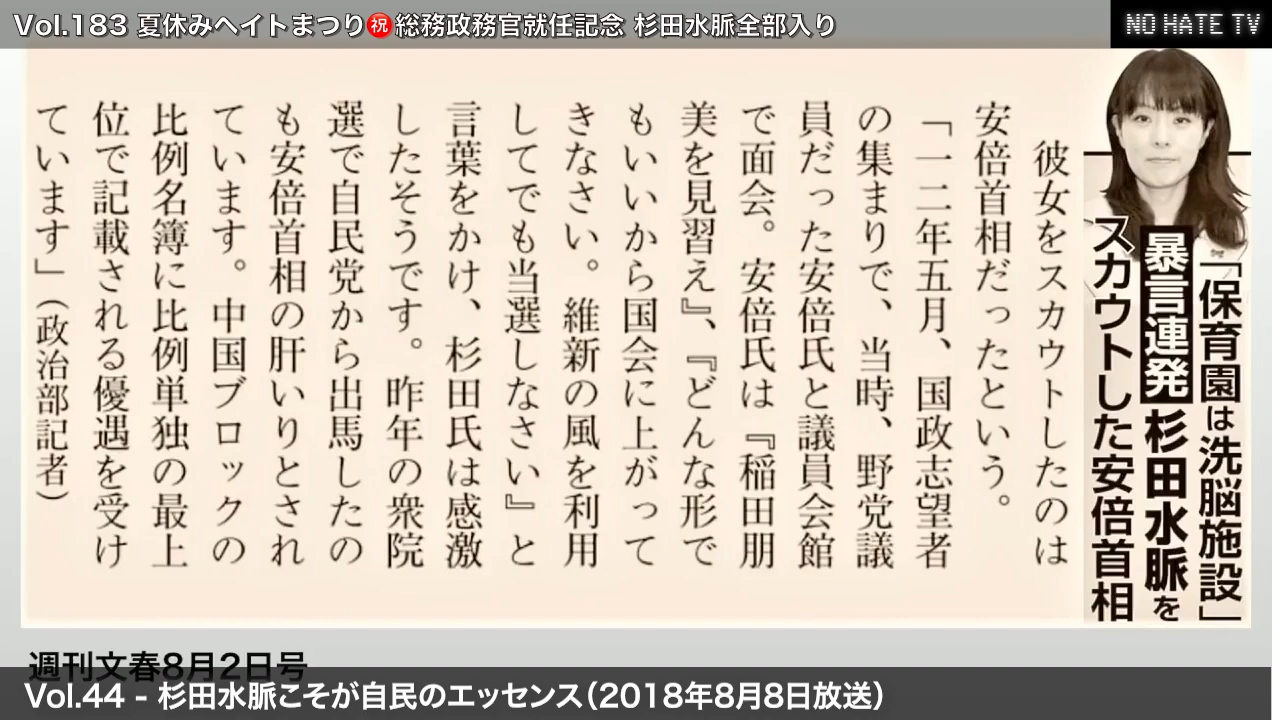 Vol.183 夏休みヘイトまつり㊗総務政務官就任記念 杉田水脈全部入り
NO HATE TV
「保育園は洗脳施設」
暴言連発 杉田水脈を
スカウトした安倍首相
彼女をスカウトしたのは
安倍首相だったという。
「一二年五月、国政志望者
の集まりで、当時、野党議
員だった安倍氏と議員会館
で面会。安倍氏は『稲田朋
美を見習え』、『どんな形で
もいいから国会に上がって
きなさい。維新の風を利用
してでも当選しなさい』と
言葉をかけ、杉田氏は感激
したそうです。昨年の衆院
選で自民党から出馬したの
も安倍首相の肝いりとされ
ています。中国ブロックの
比例名簿に比例単独の最上
位で記載される優遇を受け
ています」（政治部記者）
週刊文春8月2日号
Vol.44 - 杉田水脈こそが自民のエッセンス（2018年8月8日放送）